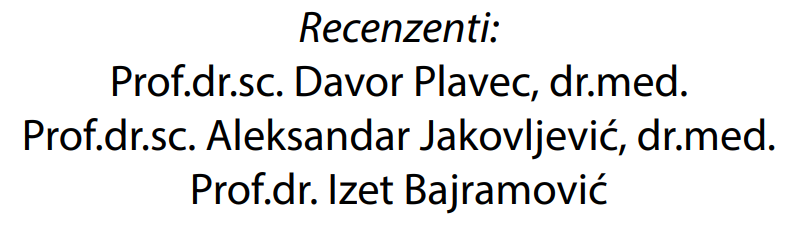 Recenzenti:
Prof.dr.sc. Davor Plavec, dr.med.
Prof.dr.sc. Aleksandar Jakovljević, dr.med.
Prof.dr. Izet Bajramović